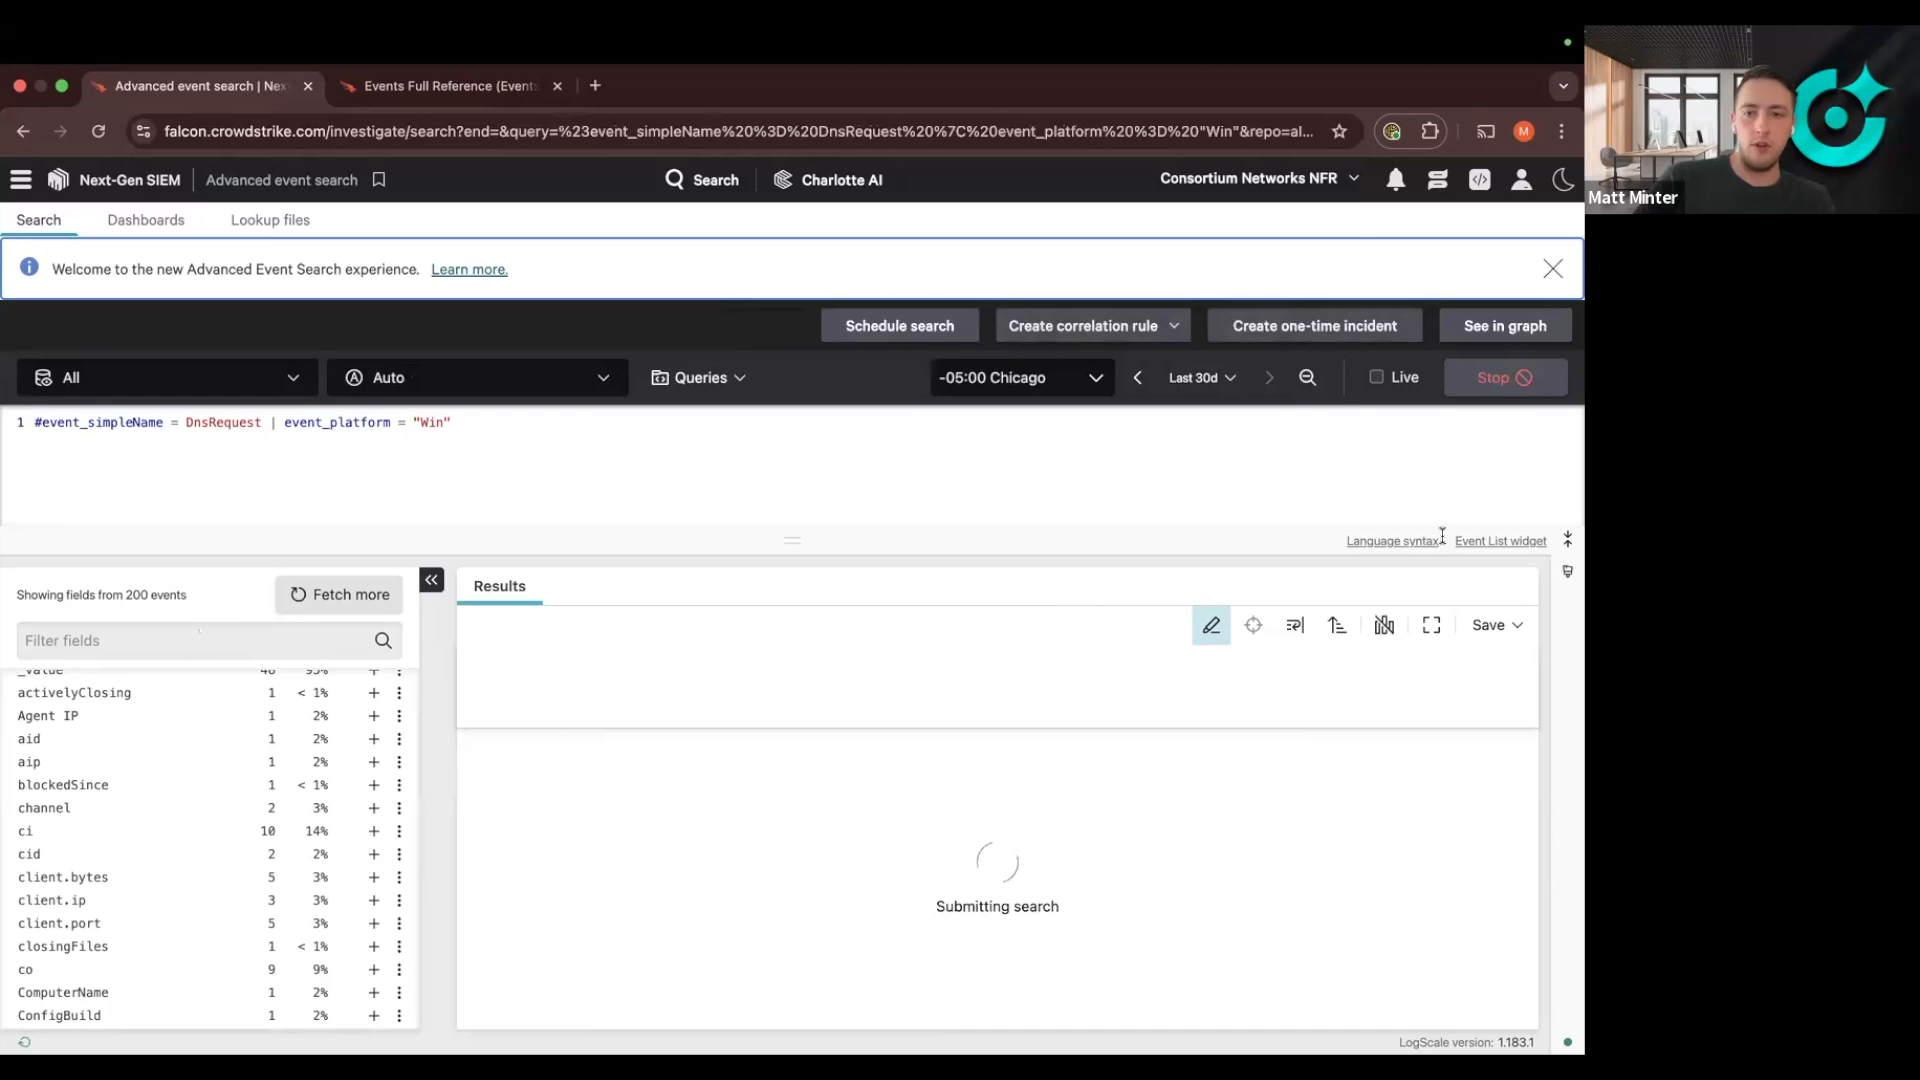 Advanced event search | Nex
Events Full Reference (Event
falcon.crowdstrike.com/investigate/search?end=&query=%23event_simpleName%20%3D%20DnsRequest%20%7C%20event_platform%20%3D%20"Win"&repo=al...
M
Next-Gen SIEM
Advanced event search
Search
Charlotte AI
Consortium Networks NFR
Matt Minter
Search
Dashboards
Lookup files
Welcome to the new Advanced Event Search experience. Learn more.
Schedule search
Create correlation rule
Create one-time incident
See in graph
All
Auto
Queries
-05:00 Chicago
Last 30d
Live
Stop
1 #event_simpleName = DnsRequest | event_platform = "Win"
Language syntax
Event List widget
Showing fields from 200 events
Fetch more
Results
Filter fields
Save
_value 48 95%
activelyClosing 1 < 1%
Agent IP 1 2%
aid 1 2%
aip 1 2%
blockedSince 1 < 1%
channel 2 3%
ci 10 14%
cid 2 2%
client.bytes 5 3%
client.ip 3 3%
client.port 5 3%
closingFiles 1 < 1%
co 9 9%
ComputerName 1 2%
ConfigBuild 1 2%
Submitting search
LogScale version: 1.183.1